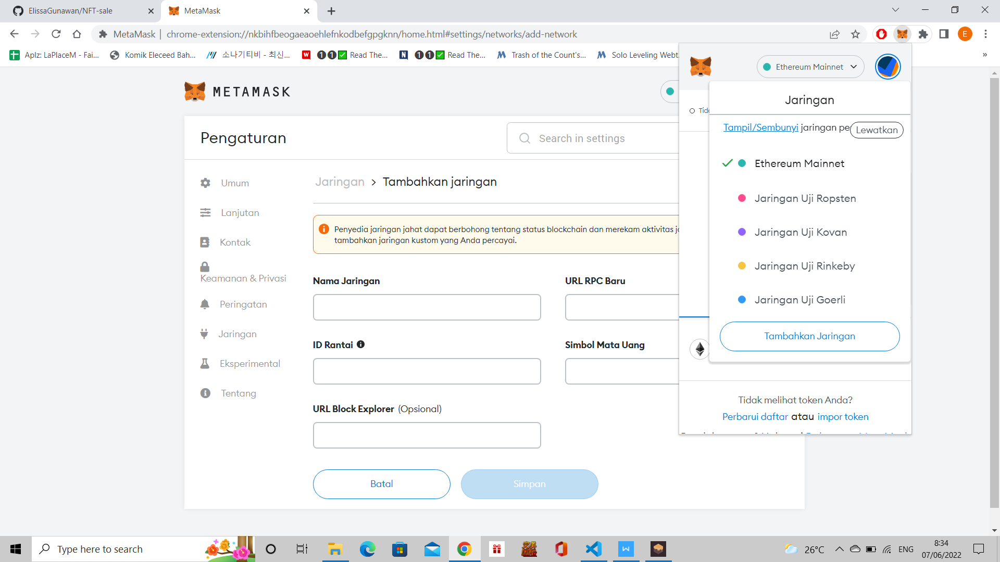 ElissaGunawan/NFT-sale
MetaMask
MetaMask | chrome-extension://nkbihfbeogaeaoehlefnkodbefgpgknn/home.html#settings/networks/add-network
E
Aplz: LaPlaceM - Fai...
Komik Eleceed Bah...
소나기티비 - 최신...
❶❶✅ Read The...
❶❶✅ Read The...
Trash of the Count's...
Solo Leveling Webt
»
METAMASK
Ethereum Mainnet
Jaringan
Tampil/Sembunyi jaringan pe
Lewatkan
Ethereum Mainnet
Jaringan Uji Ropsten
Jaringan Uji Kovan
Jaringan Uji Rinkeby
Jaringan Uji Goerli
Tambahkan Jaringan
Tidak melihat token Anda?
Perbarui daftar atau impor token
Pengaturan
Search in settings
Umum
Lanjutan
Kontak
Keamanan & Privasi
Peringatan
Jaringan
Eksperimental
Tentang
Jaringan > Tambahkan jaringan
Penyedia jaringan jahat dapat berbohong tentang status blockchain dan merekam aktivitas
tambahkan jaringan kustom yang Anda percayai.
Nama Jaringan
URL RPC Baru
ID Rantai
Simbol Mata Uang
URL Block Explorer (Opsional)
Batal
Simpan
Type here to search
26°C
ENG
8:34
07/06/2022